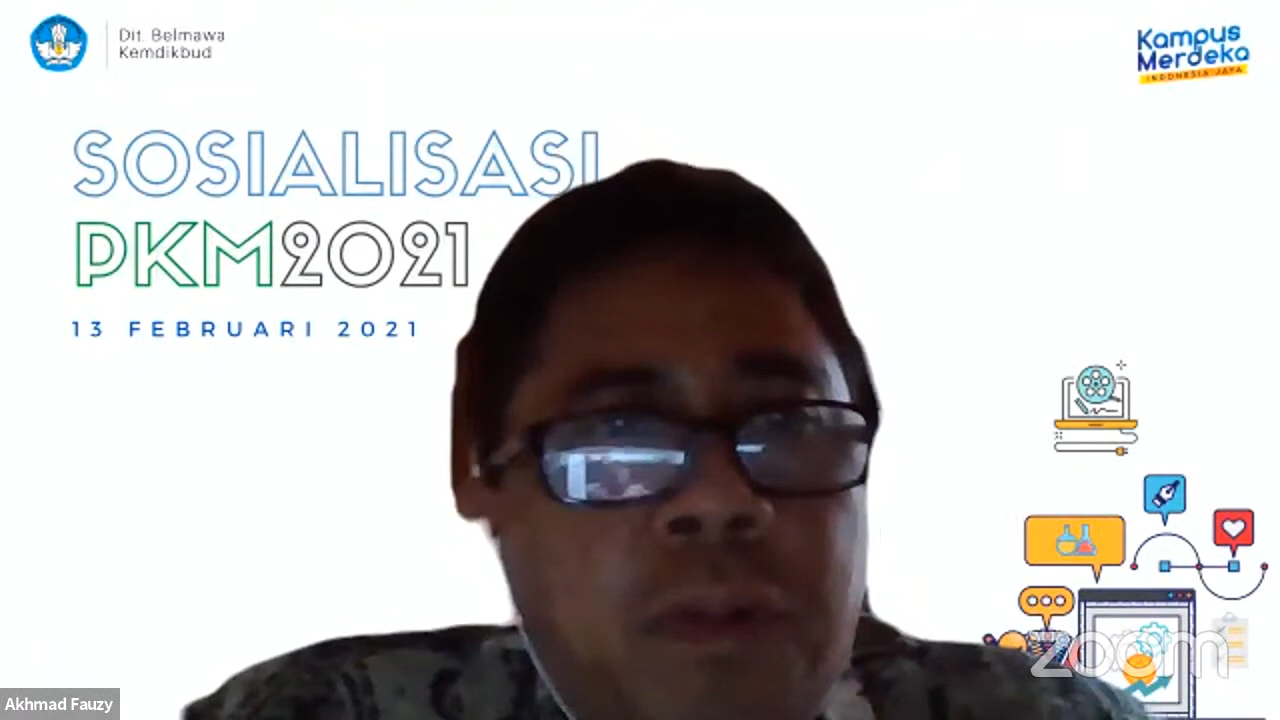 Dit. Belmawa
Kemdikbud
Kampus
Merdeka
INDONESIA JAYA
SOSIALISASI
PKM2021
13 FEBRUARI 2021
zoom
Akhmad Fauzy